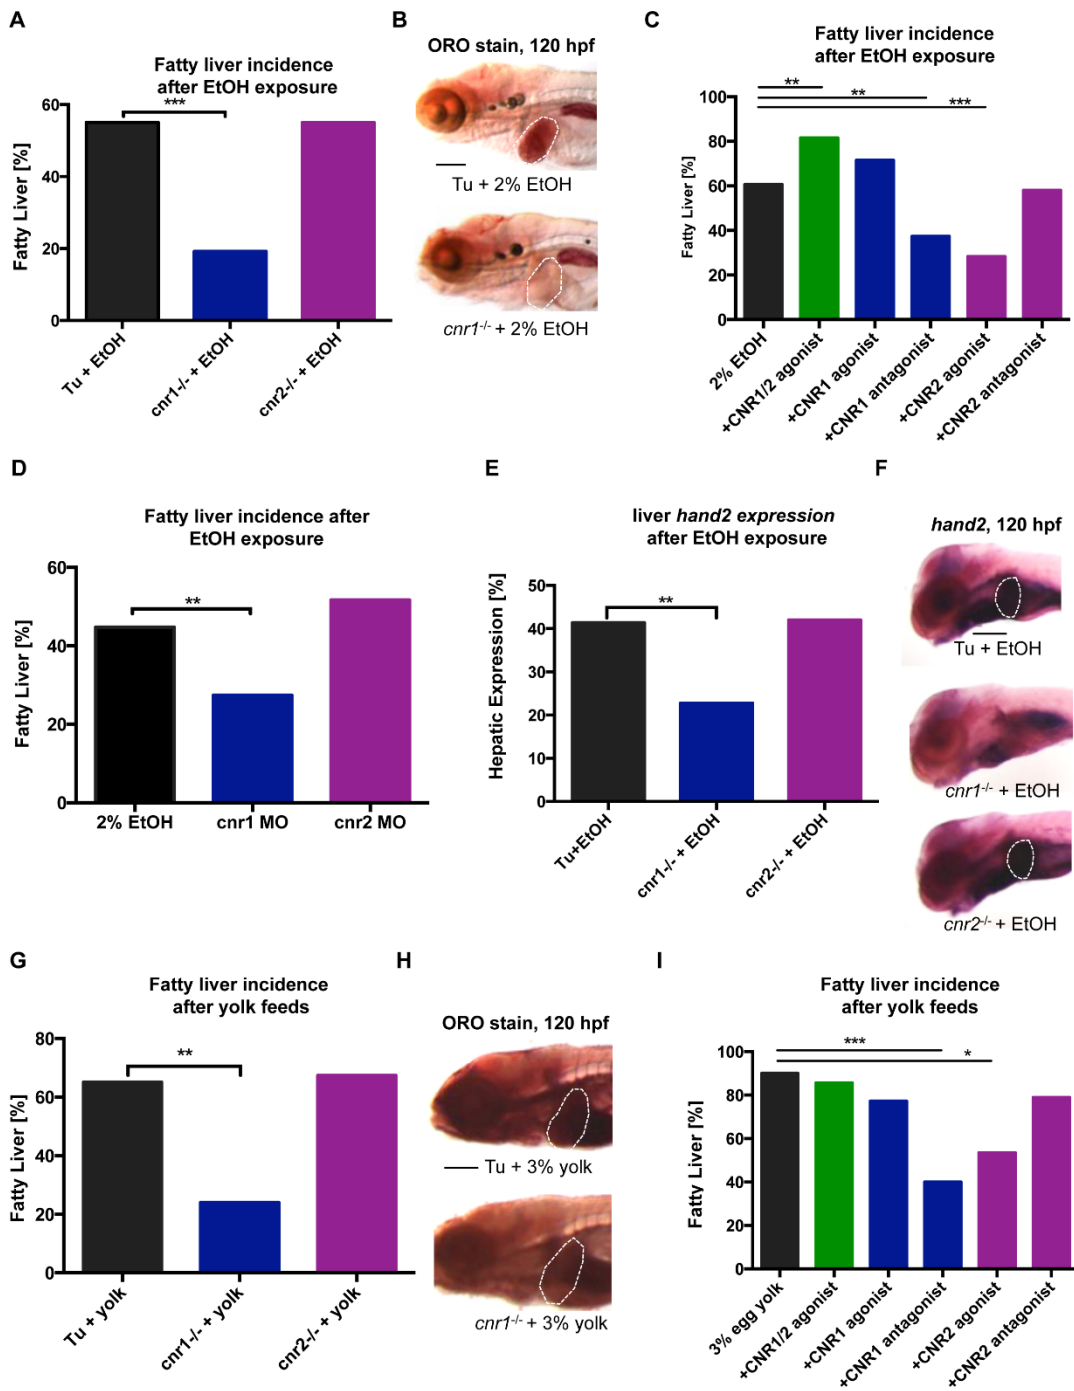 A
Fatty liver incidence
after EtOH exposure
***
Fatty Liver [%]
60
40
20
0
Tu + EtOH
cnr1-/- + EtOH
cnr2-/- + EtOH
B
ORO stain, 120 hpf
Tu + 2% EtOH
cnr1-/- + 2% EtOH
C
Fatty liver incidence
after EtOH exposure
**
**
***
Fatty Liver [%]
100
80
60
40
20
0
2% EtOH
+CNR1/2 agonist
+CNR1 agonist
+CNR1 antagonist
+CNR2 agonist
+CNR2 antagonist
D
Fatty liver incidence after
EtOH exposure
**
Fatty Liver [%]
60
40
20
0
2% EtOH
cnr1 MO
cnr2 MO
E
liver hand2 expression
after EtOH exposure
**
Hepatic Expression [%]
50
40
30
20
10
0
Tu+EtOH
cnr1-/- + EtOH
cnr2-/- + EtOH
F
hand2, 120 hpf
Tu + EtOH
cnr1-/- + EtOH
cnr2-/- + EtOH
G
Fatty liver incidence
after yolk feeds
**
Fatty Liver [%]
80
60
40
20
0
Tu + yolk
cnr1-/- + yolk
cnr2-/- + yolk
H
ORO stain, 120 hpf
Tu + 3% yolk
cnr1-/- + 3% yolk
I
Fatty liver incidence
after yolk feeds
***
*
Fatty Liver [%]
100
80
60
40
20
0
3% egg yolk
+CNR1/2 agonist
+CNR1 agonist
+CNR1 antagonist
+CNR2 agonist
+CNR2 antagonist